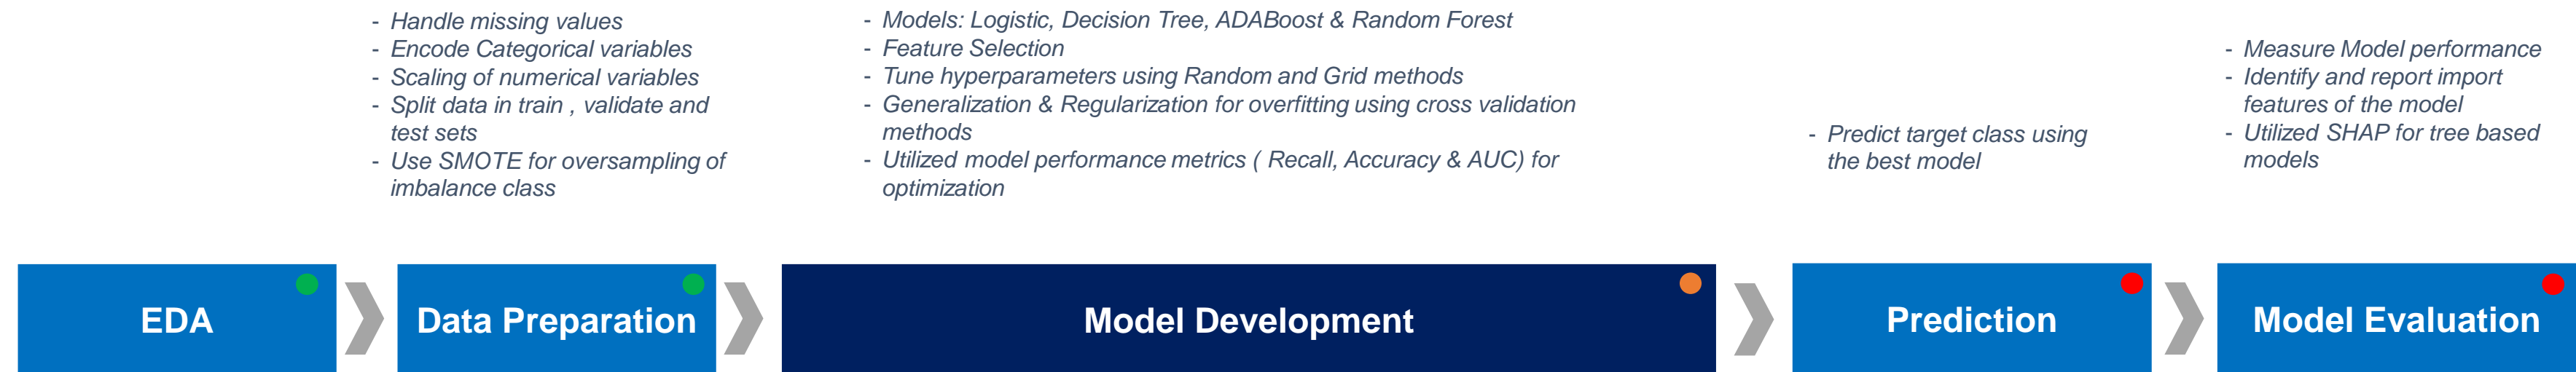 - Handle missing values
- Encode Categorical variables
- Scaling of numerical variables
- Split data in train , validate and
test sets
- Use SMOTE for oversampling of
imbalance class
- Models: Logistic, Decision Tree, ADABoost & Random Forest
- Feature Selection
- Tune hyperparameters using Random and Grid methods
- Generalization & Regularization for overfitting using cross validation
methods
- Utilized model performance metrics ( Recall, Accuracy & AUC) for
optimization
- Predict target class using
the best model
- Measure Model performance
- Identify and report import
features of the model
- Utilized SHAP for tree based
models
EDA
Data Preparation
Model Development
Prediction
Model Evaluation